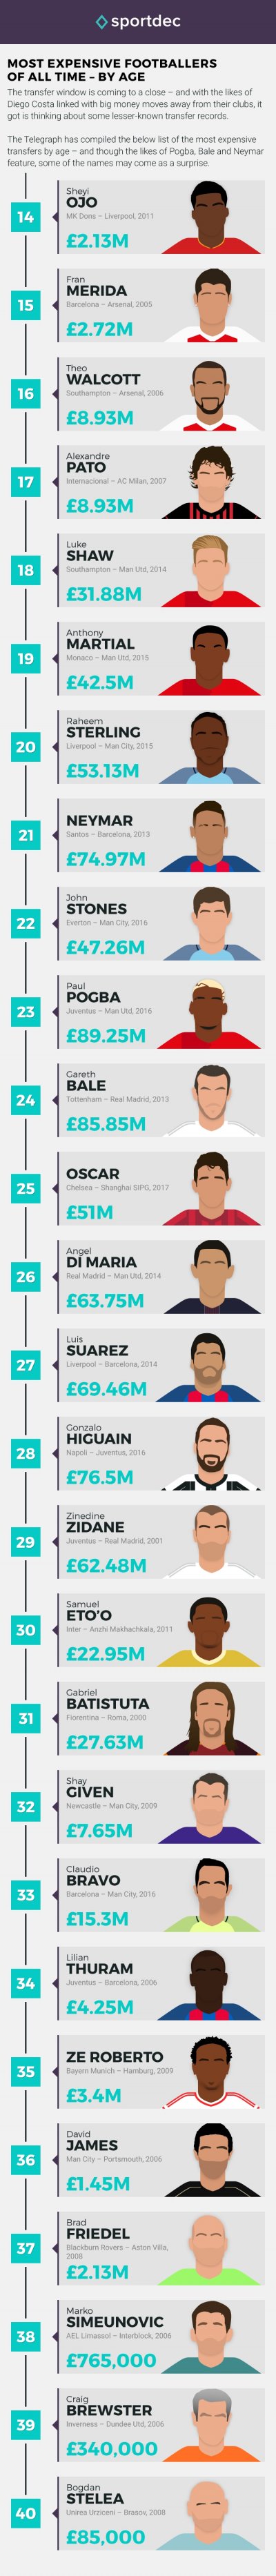 sportdec
MOST EXPENSIVE FOOTBALLERS
OF ALL TIME – BY AGE
The transfer window is coming to a close – and with the likes of
Diego Costa linked with big money moves away from their clubs, it
got is thinking about some lesser-known transfer records.
The Telegraph has compiled the below list of the most expensive
transfers by age – and though the likes of Pogba, Bale and Neymar
feature, some of the names may come as a surprise.
14
Sheyi
OJO
MK Dons – Liverpool, 2011
£2.13M
15
Fran
MERIDA
Barcelona – Arsenal, 2005
£2.72M
16
Theo
WALCOTT
Southampton – Arsenal, 2006
£8.93M
17
Alexandre
PATO
Internacional – AC Milan, 2007
£8.93M
18
Luke
SHAW
Southampton – Man Utd, 2014
£31.88M
19
Anthony
MARTIAL
Monaco – Man Utd, 2015
£42.5M
20
Raheem
STERLING
Liverpool – Man City, 2015
£53.13M
21
NEYMAR
Santos – Barcelona, 2013
£74.97M
22
John
STONES
Everton – Man City, 2016
£47.26M
23
Paul
POGBA
Juventus – Man Utd, 2016
£89.25M
24
Gareth
BALE
Tottenham – Real Madrid, 2013
£85.85M
25
OSCAR
Chelsea – Shanghai SIPG, 2017
£51M
26
Angel
DI MARIA
Real Madrid – Man Utd, 2014
£63.75M
27
Luis
SUAREZ
Liverpool – Barcelona, 2014
£69.46M
28
Gonzalo
HIGUAIN
Napoli – Juventus, 2016
£76.5M
29
Zinedine
ZIDANE
Juventus – Real Madrid, 2001
£62.48M
30
Samuel
ETO'O
Inter – Anzhi Makhachkala, 2011
£22.95M
31
Gabriel
BATISTUTA
Fiorentina – Roma, 2000
£27.63M
32
Shay
GIVEN
Newcastle – Man City, 2009
£7.65M
33
Claudio
BRAVO
Barcelona – Man City, 2016
£15.3M
34
Lilian
THURAM
Juventus – Barcelona, 2006
£4.25M
35
ZE ROBERTO
Bayern Munich – Hamburg, 2009
£3.4M
36
David
JAMES
Man City – Portsmouth, 2006
£1.45M
37
Brad
FRIEDEL
Blackburn Rovers – Aston Villa,
2008
£2.13M
38
Marko
SIMEUNOVIC
AEL Limassol – Interblock, 2006
£765,000
39
Craig
BREWSTER
Inverness – Dundee Utd, 2006
£340,000
40
Bogdan
STELEA
Unirea Urziceni – Brasov, 2008
£85,000